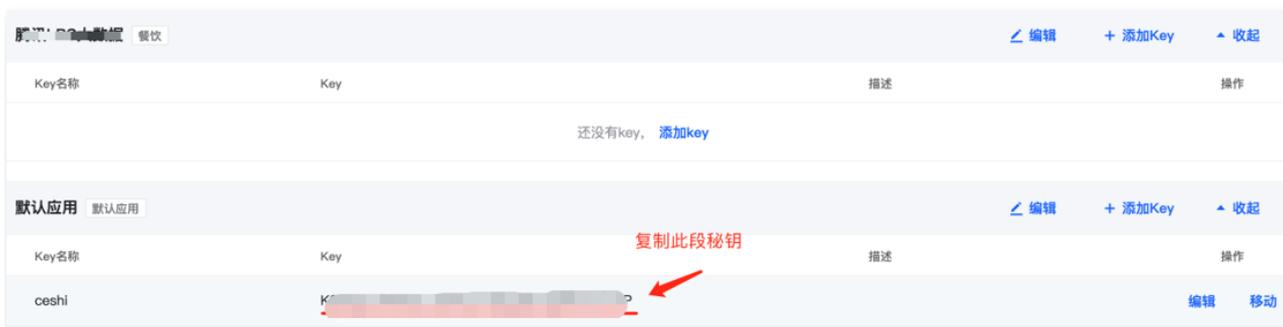 餐饮 编辑 + 添加Key 收起
Key名称 Key 描述 操作
还没有key, 添加key
默认应用 默认应用 编辑 + 添加Key 收起
复制此段秘钥
Key名称 Key 描述 操作
ceshi 编辑 移动